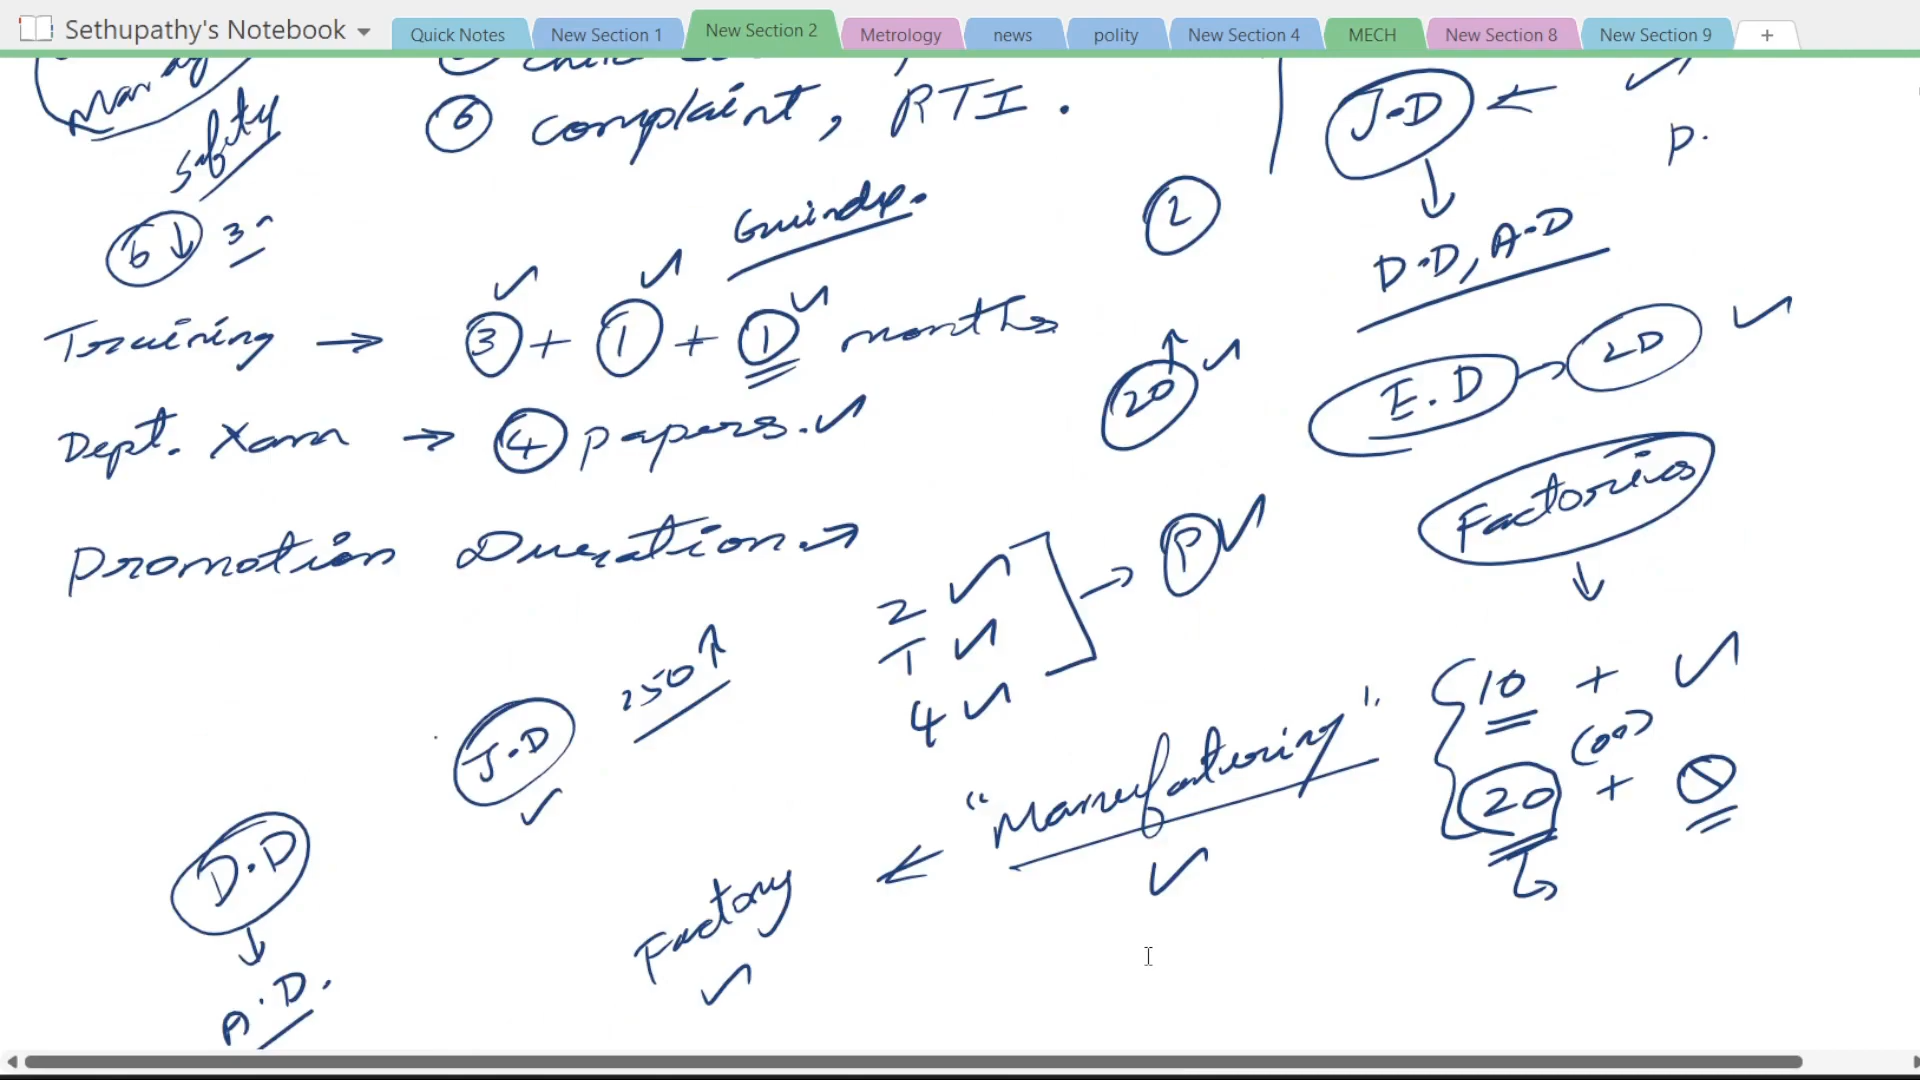 Sethupathy's Notebook
Quick Notes
New Section 1
New Section 2
Metrology
news
polity
New Section 4
MECH
New Section 8
New Section 9
+
safety
6 complaint, RTI.
J.D ←
P.
6↓
Guindy.
2
D.D, A.D
Training → 3 + 1 + 1 months
20
E.D
2D
Dept. Xam → 4 papers.
Factories
Promotion Duration →
2
1
4
→ P
250↑
J.D
10 +
(or)
20 +
"Manufacturing".
D.D
Factory ←
A.D.